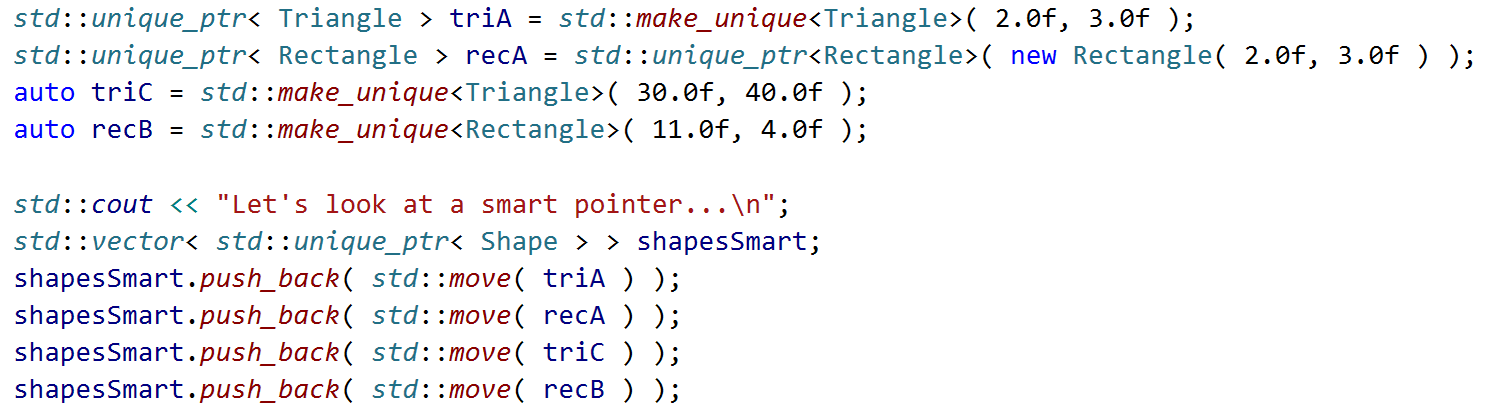 std::unique_ptr< Triangle > triA = std::make_unique<Triangle>( 2.0f, 3.0f );
std::unique_ptr< Rectangle > recA = std::unique_ptr<Rectangle>( new Rectangle( 2.0f, 3.0f ) );
auto triC = std::make_unique<Triangle>( 30.0f, 40.0f );
auto recB = std::make_unique<Rectangle>( 11.0f, 4.0f );
std::cout << "Let's look at a smart pointer...\n";
std::vector< std::unique_ptr< Shape > > shapesSmart;
shapesSmart.push_back( std::move( triA ) );
shapesSmart.push_back( std::move( recA ) );
shapesSmart.push_back( std::move( triC ) );
shapesSmart.push_back( std::move( recB ) );